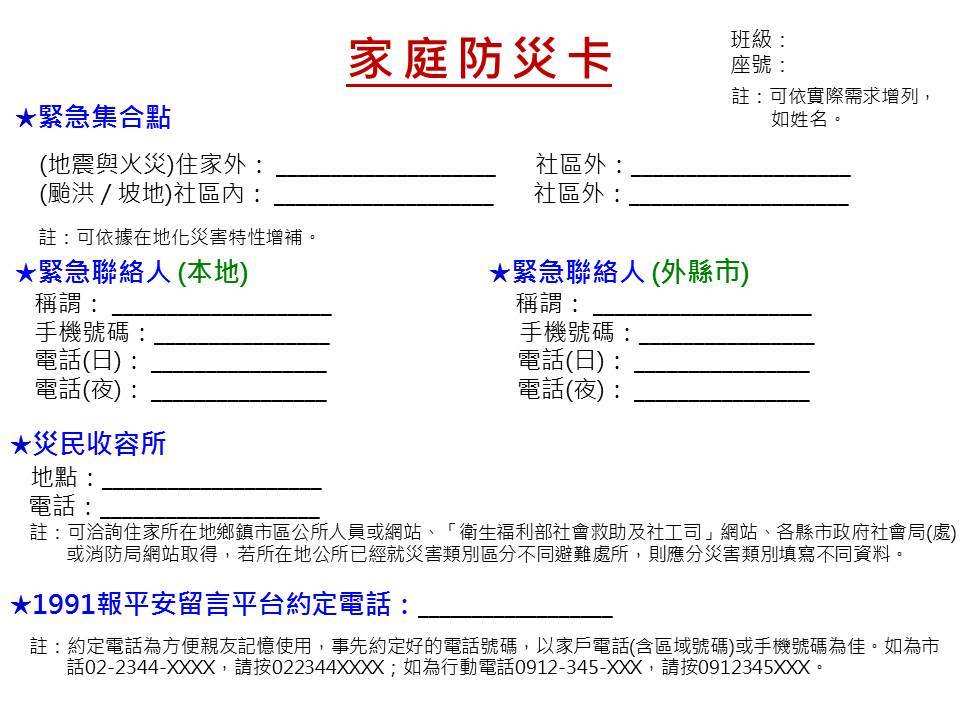 家庭防災卡
班級：
座號：
註：可依實際需求增列，
如姓名。
★緊急集合點
(地震與火災)住家外：____________________ 社區外：____________________
(颱洪 / 坡地)社區內：____________________ 社區外：____________________
註：可依據在地化災害特性增補。
★緊急聯絡人 (本地) ★緊急聯絡人 (外縣市)
稱謂：____________________ 稱謂：____________________
手機號碼：________________ 手機號碼：________________
電話(日)：________________ 電話(日)：________________
電話(夜)：________________ 電話(夜)：________________
★災民收容所
地點：____________________
電話：____________________
註：可洽詢住家所在地鄉鎮市區公所人員或網站、「衛生福利部社會救助及社工司」網站、各縣市政府社會局(處)
或消防局網站取得，若所在地公所已經就災害類別區分不同避難處所，則應分災害類別填寫不同資料。
★1991報平安留言平台約定電話：________________
註：約定電話為方便親友記憶使用，事先約定好的電話號碼，以家戶電話(含區域號碼)或手機號碼為佳。如為市
話02-2344-XXXX，請按022344XXXX；如為行動電話0912-345-XXX，請按0912345XXX。